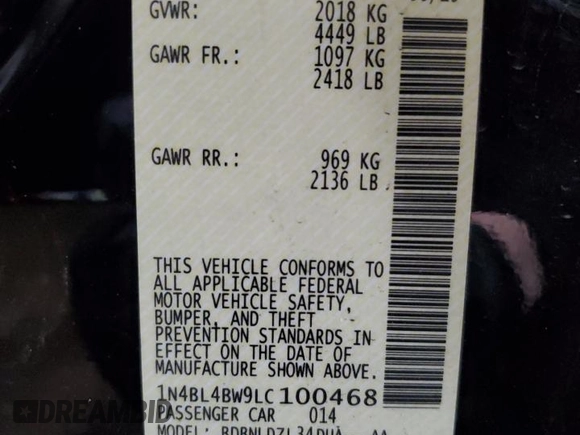 GVWR: 2018 KG
4449 LB
GAWR FR.: 1097 KG
2418 LB
GAWR RR.: 969 KG
2136 LB
THIS VEHICLE CONFORMS TO
ALL APPLICABLE FEDERAL
MOTOR VEHICLE SAFETY,
BUMPER, AND THEFT
PREVENTION STANDARDS IN
EFFECT ON THE DATE OF
MANUFACTURE SHOWN ABOVE.
1N4BL4BW9LC100468
PASSENGER CAR 014
MODEL:
EPICVIN